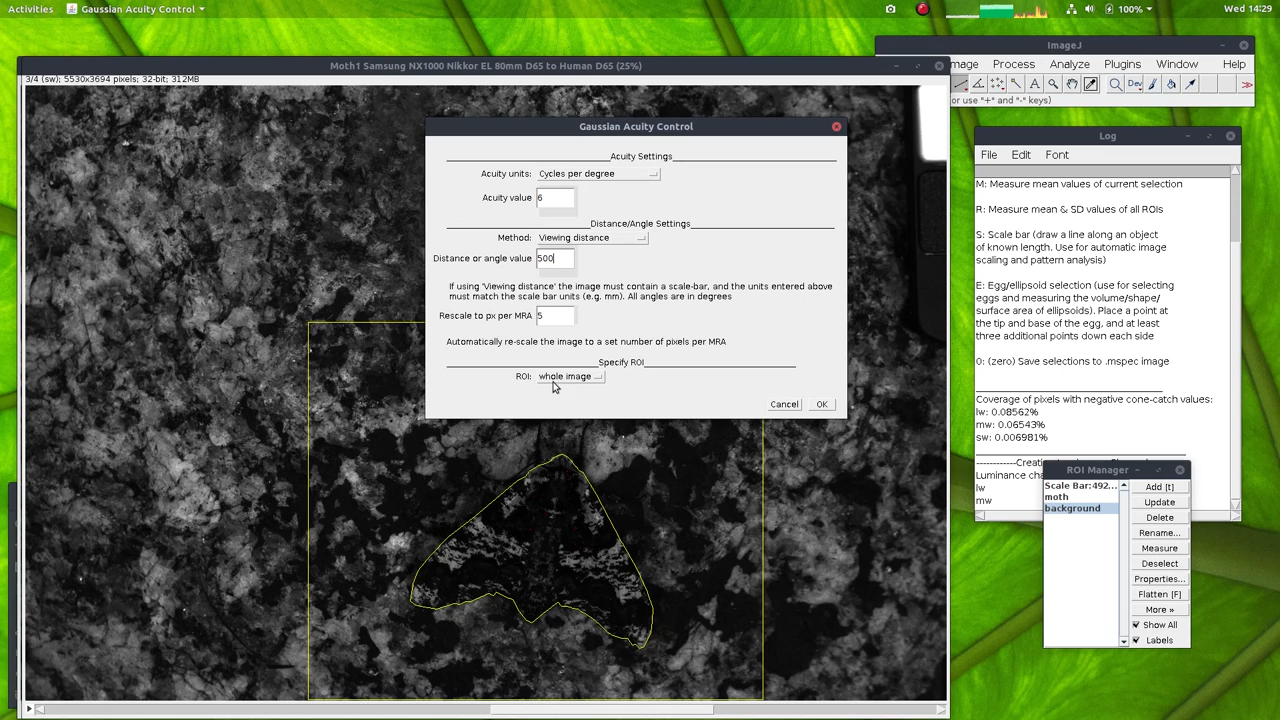 Activities
Gaussian Acuity Control
100%
Wed 14:29
Moth1 Samsung NX1000 Nikkor EL 80mm D65 to Human D65 (25%)
3/4 (sw); 5530x3694 pixels; 32-bit; 312MB
ImageJ
mage Process Analyze Plugins Window Help
A Dev
or use "+" and "-" keys)
Gaussian Acuity Control
Acuity Settings
Acuity units: Cycles per degree
Acuity value 6
Distance/Angle Settings
Method: Viewing distance
Distance or angle value 500
If using 'Viewing distance' the image must contain a scale-bar, and the units entered above
must match the scale bar units (e.g. mm). All angles are in degrees
Rescale to px per MRA 5
Automatically re-scale the image to a set number of pixels per MRA
Specify ROI
ROI: whole image
Cancel OK
Log
File Edit Font
M: Measure mean values of current selection
R: Measure mean & SD values of all ROIs
S: Scale bar (draw a line along an object
of known length. Use for automatic image
scaling and pattern analysis)
E: Egg/ellipsoid selection (use for selecting
eggs and measuring the volume/shape/
surface area of ellipsoids). Place a point at
the tip and base of the egg, and at least
three additional points down each side
0: (zero) Save selections to .mspec image
Coverage of pixels with negative cone-catch values:
lw: 0.08562%
mw: 0.06543%
sw: 0.006981%
Luminance cha
lw
mw
ROI Manager
Scale Bar:492...
moth
background
Add [t]
Update
Delete
Rename...
Measure
Deselect
Properties...
Flatten [F]
More »
Show All
Labels